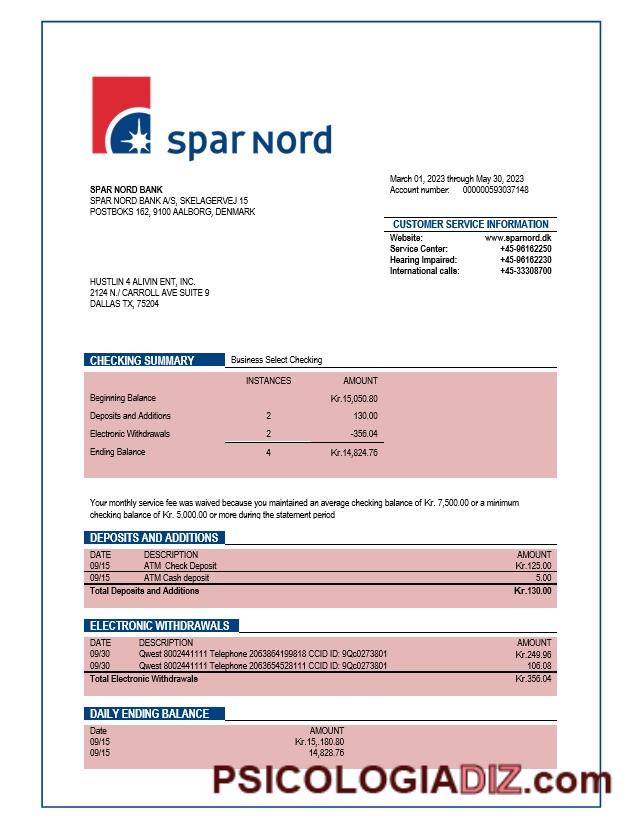 spar nord
March 01, 2023 through May 30, 2023
Account number: 000000593037148
SPAR NORD BANK
SPAR NORD BANK A/S, SKELAGERVEJ 15
POSTBOKS 162, 9100 AALBORG, DENMARK
CUSTOMER SERVICE INFORMATION
Website: www.sparnord.dk
Service Center: +45-96162250
Hearing Impaired: +45-96162230
International calls: +45-33308700
HUSTLIN 4 ALIVIN ENT, INC.
2124 N./ CARROLL AVE SUITE 9
DALLAS TX, 75204
CHECKING SUMMARY Business Select Checking
INSTANCES AMOUNT
Beginning Balance Kr.15,050.80
Deposits and Additions 2 130.00
Electronic Withdrawals 2 -356.04
Ending Balance 4 Kr.14,824.76
Your monthly service fee was waived because you maintained an average checking balance of Kr. 7,500.00 or a minimum
checking balance of Kr. 5,000.00 or more during the statement period
DEPOSITS AND ADDITIONS
DATE DESCRIPTION AMOUNT
09/15 ATM Check Deposit Kr.125.00
09/15 ATM Cash deposit 5.00
Total Deposits and Additions Kr.130.00
ELECTRONIC WITHDRAWALS
DATE DESCRIPTION AMOUNT
09/30 Qwest 8002441111 Telephone 2063864199818 CCID ID: 9Qc0273801 Kr.249.96
09/30 Qwest 8002441111 Telephone 2063654528111 CCID ID: 9Qc0273801 106.08
Total Electronic Withdrawals Kr.356.04
DAILY ENDING BALANCE
Date AMOUNT
09/15 Kr.15,.180.80
09/15 14,828.76
PSICOLOGIADIZ.com